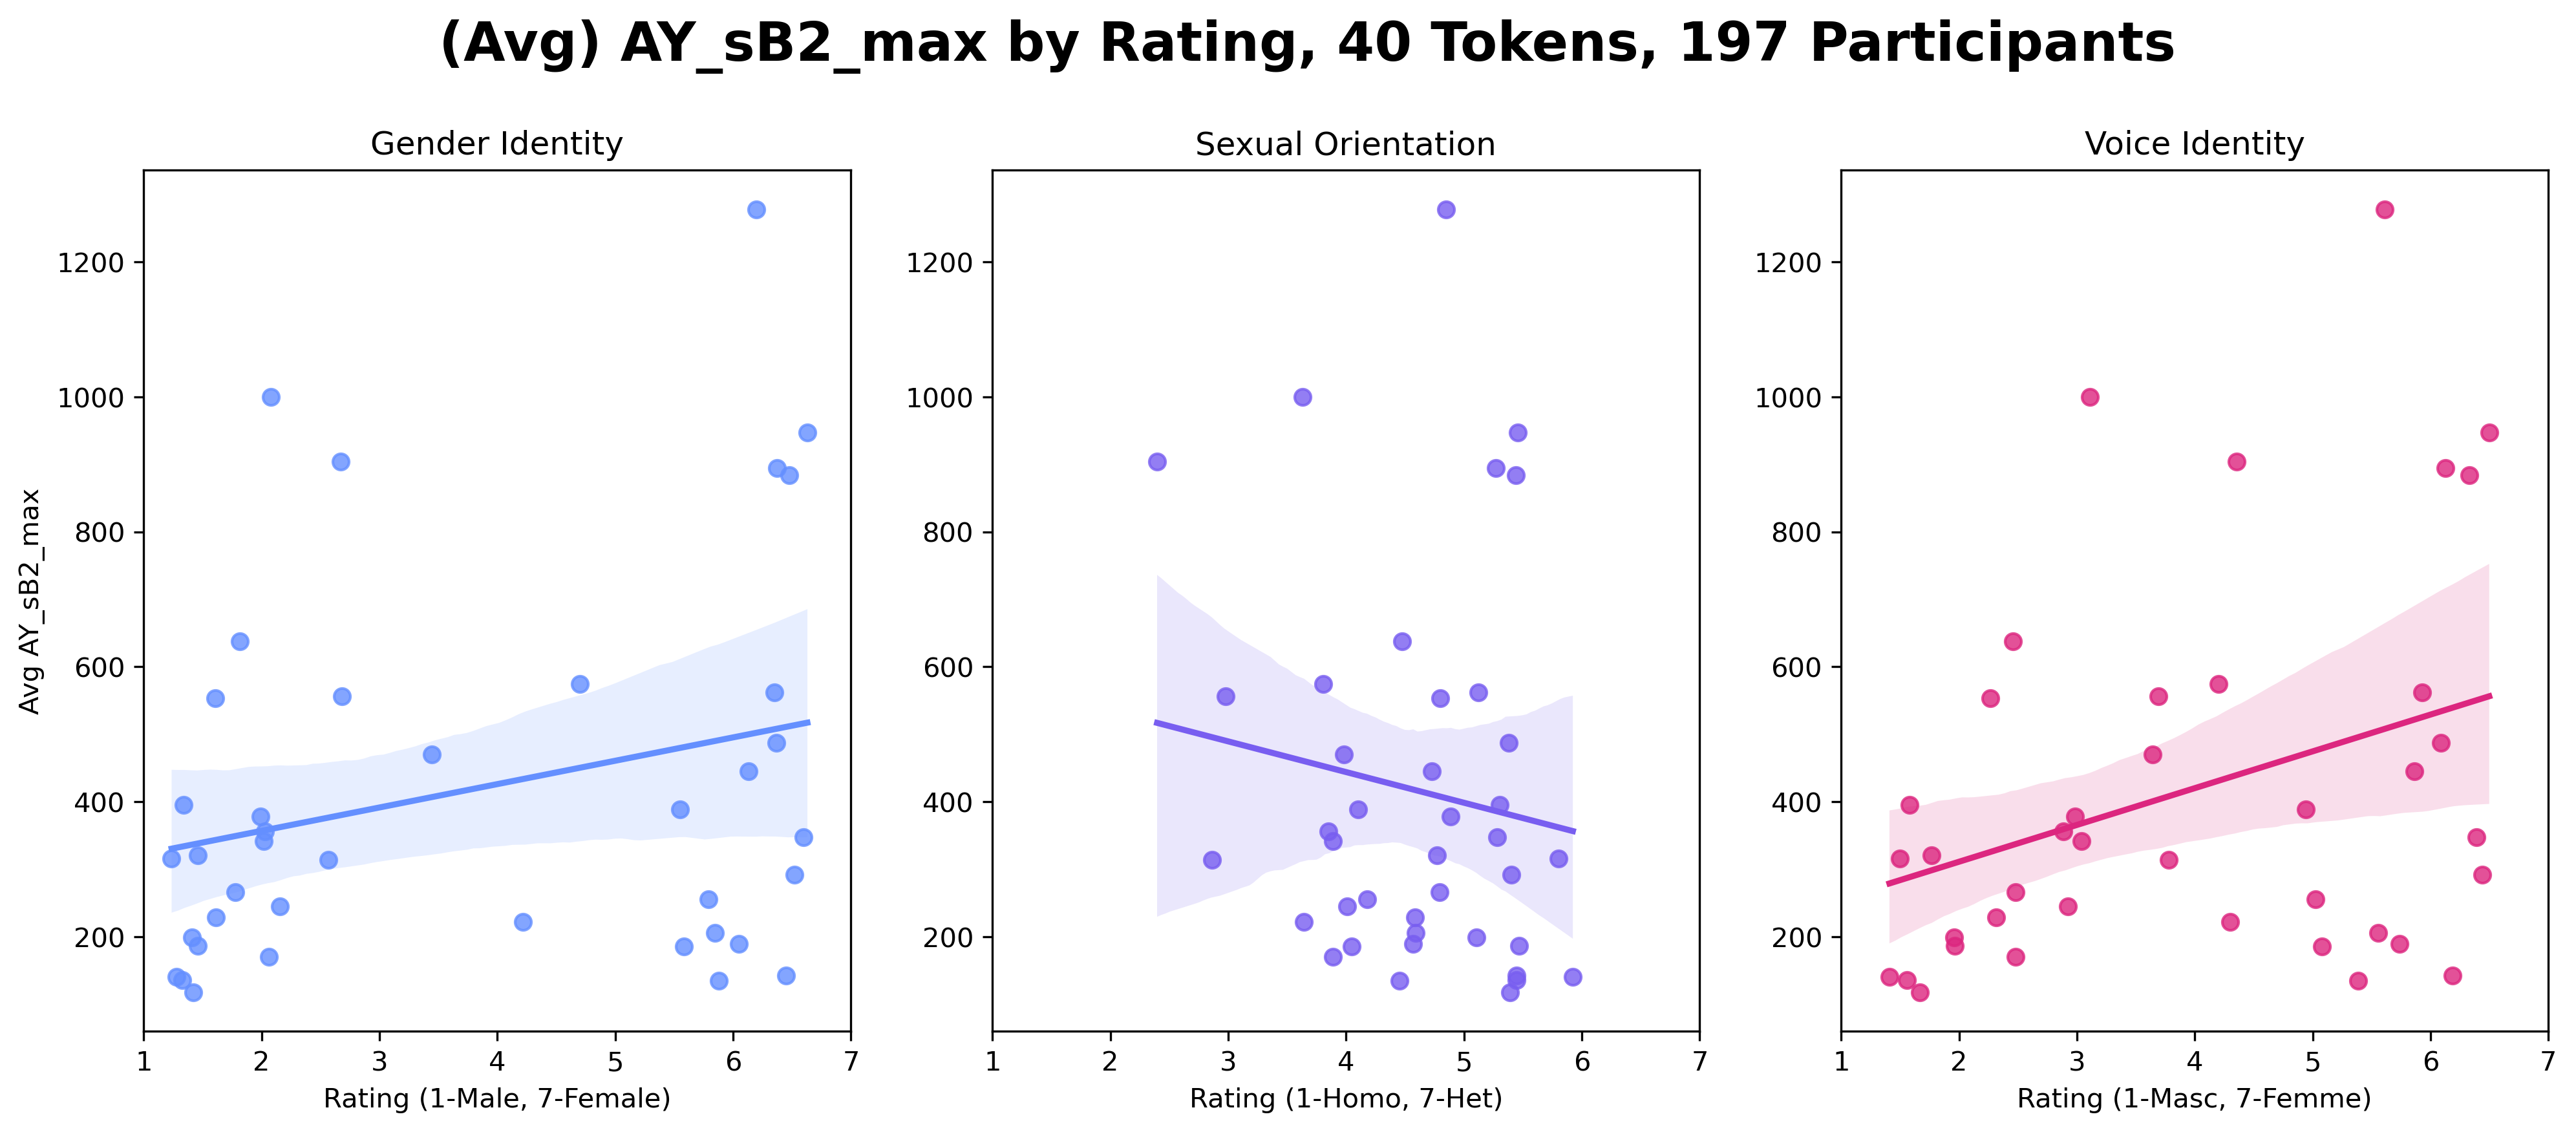 (Avg) AY_sB2_max by Rating, 40 Tokens, 197 Participants
Gender Identity
Sexual Orientation
Voice Identity
Avg AY_sB2_max
1200
1000
800
600
400
200
1 2 3 4 5 6 7
Rating (1-Male, 7-Female)
1200
1000
800
600
400
200
1 2 3 4 5 6 7
Rating (1-Homo, 7-Het)
1200
1000
800
600
400
200
1 2 3 4 5 6 7
Rating (1-Masc, 7-Femme)